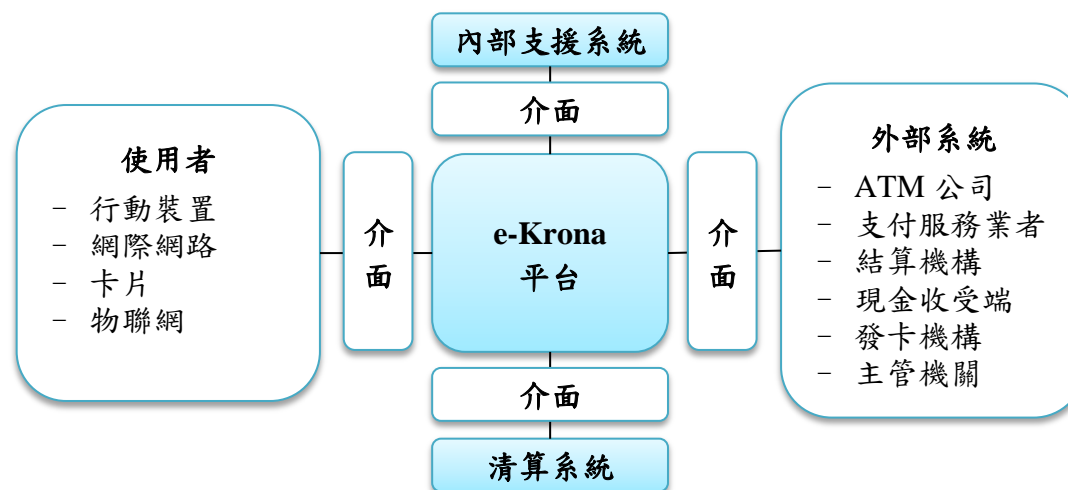 內部支援系統
介面
使用者
- 行動裝置
- 網際網路
- 卡片
- 物聯網
介
面
e-Krona
平台
介
面
外部系統
- ATM 公司
- 支付服務業者
- 結算機構
- 現金收受端
- 發卡機構
- 主管機關
介面
清算系統